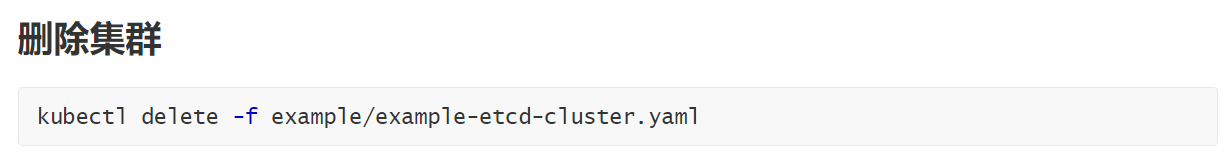 删除集群
kubectl delete -f example/example-etcd-cluster.yaml